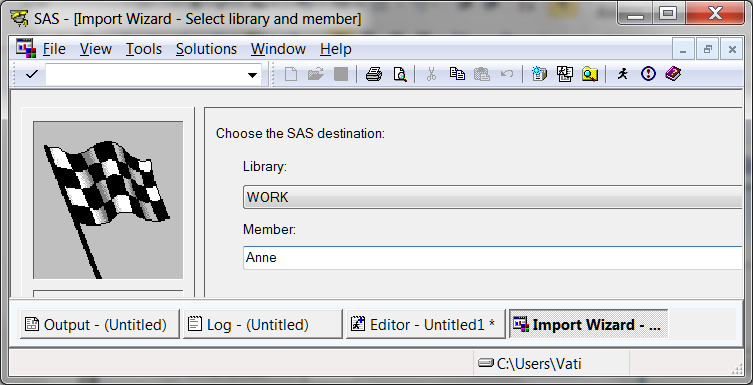 SAS - [Import Wizard - Select library and member]
File View Tools Solutions Window Help
Choose the SAS destination:
Library:
WORK
Member:
Anne
Output - (Untitled) Log - (Untitled) Editor - Untitled1 * Import Wizard - ...
C:\Users\Vati